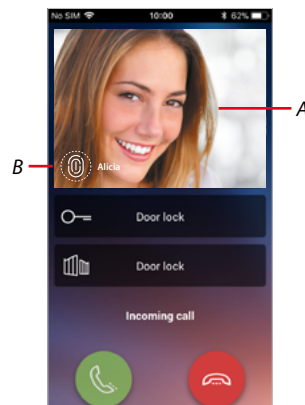 No SIM 10:00 62%
A
B Alicia
Door lock
Door lock
Incoming call